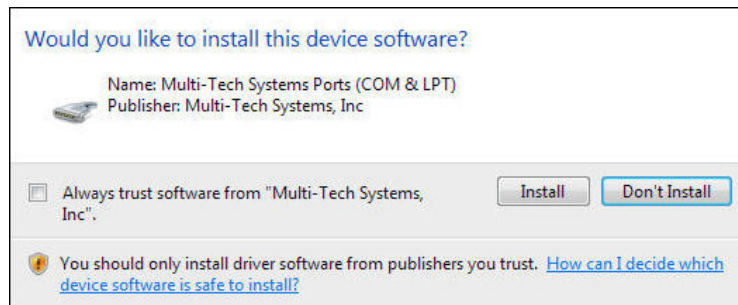 Would you like to install this device software?
Name: Multi-Tech Systems Ports (COM & LPT)
Publisher: Multi-Tech Systems, Inc
Always trust software from "Multi-Tech Systems,
Inc".
Install
Don't Install
You should only install driver software from publishers you trust. How can I decide which
device software is safe to install?